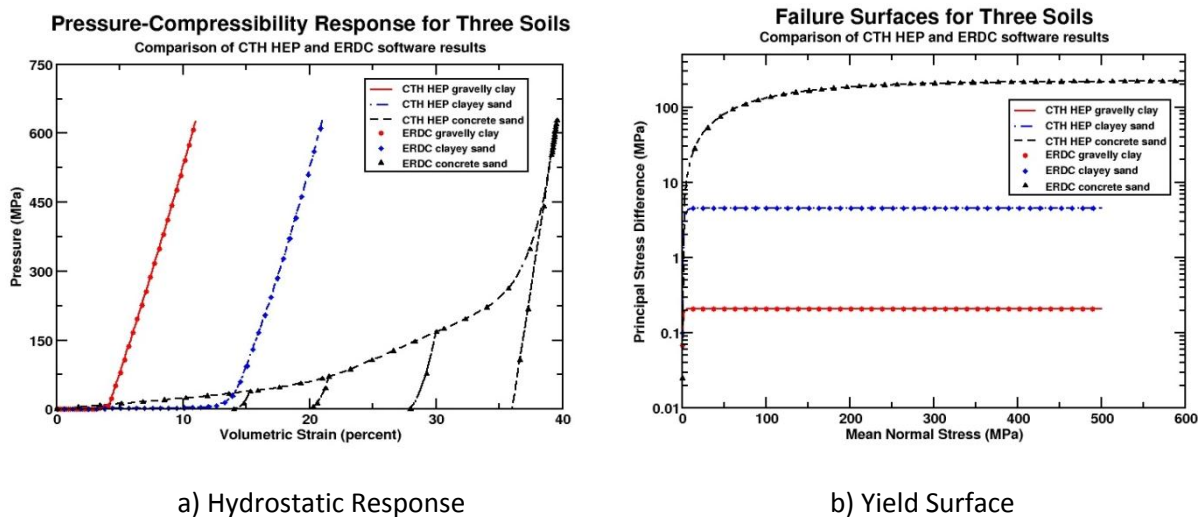 Pressure-Compressibility Response for Three Soils
Comparison of CTH HEP and ERDC software results
750
600
450
300
150
0
Pressure (MPa)
CTH HEP gravelly clay
CTH HEP clayey sand
CTH HEP concrete sand
ERDC gravelly clay
ERDC clayey sand
ERDC concrete sand
0 10 20 30 40
Volumetric Strain (percent)
a) Hydrostatic Response
Failure Surfaces for Three Soils
Comparison of CTH HEP and ERDC software results
100
10
1
0.1
0.01
Principal Stress Difference (MPa)
CTH HEP gravelly clay
CTH HEP clayey sand
CTH HEP concrete sand
ERDC gravelly clay
ERDC clayey sand
ERDC concrete sand
0 100 200 300 400 500 600
Mean Normal Stress (MPa)
b) Yield Surface